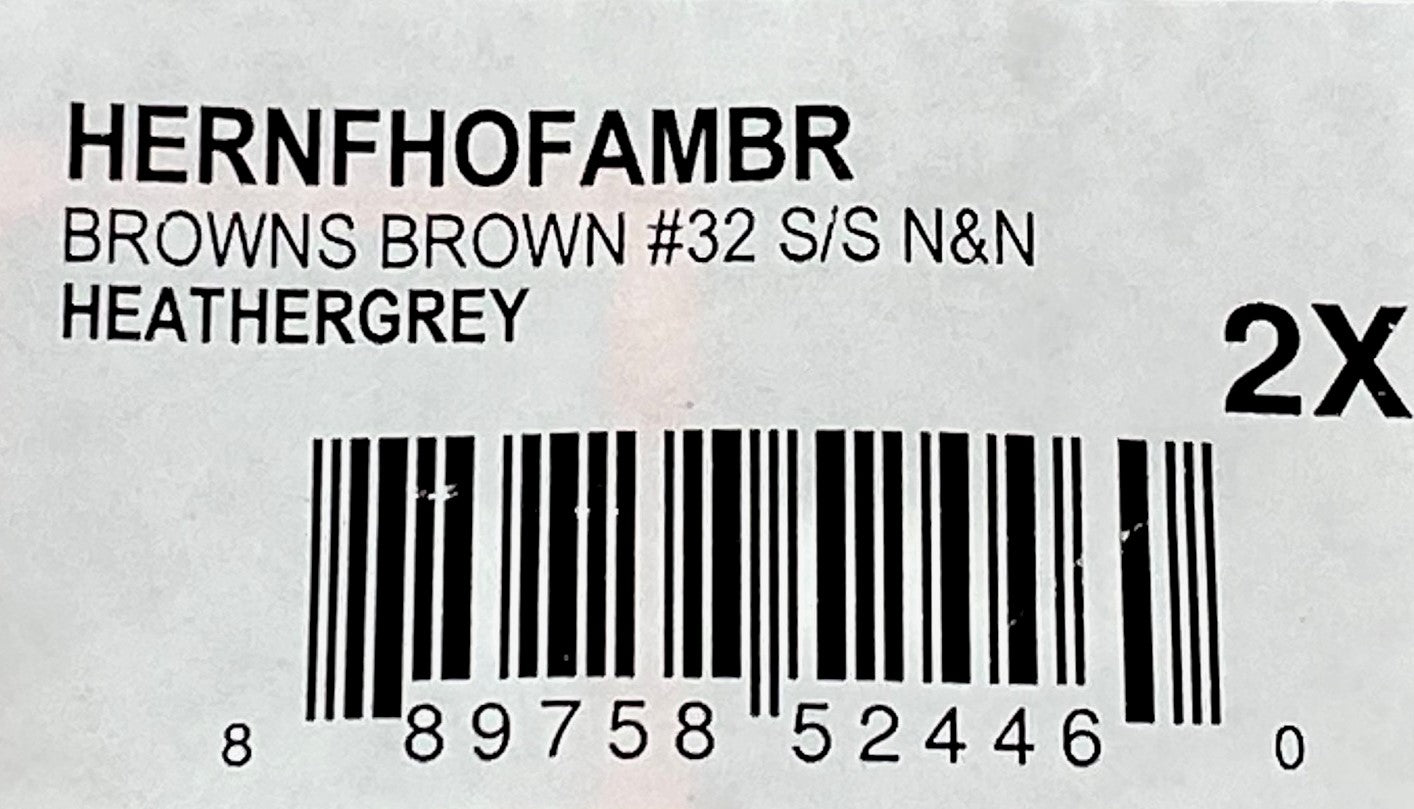 HERNFHOFAMBR
BROWNS BROWN #32 S/S N&N
HEATHERGREY
2X
8 89758 52446 0